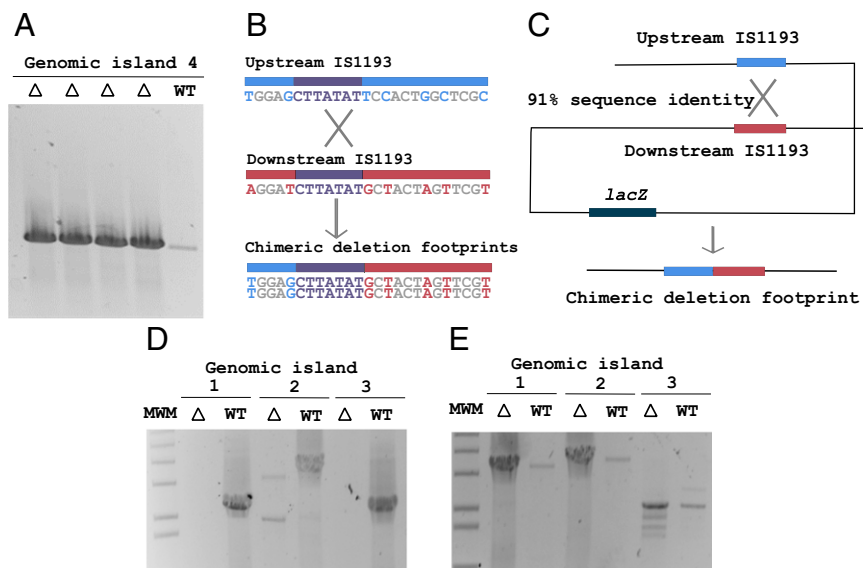 A
Genomic island 4
Δ Δ Δ Δ WT
B
Upstream IS1193
TGGAGCTTATATTCCACTGGCTCGC
Downstream IS1193
AGGATCTTATATGCTACTAGTTCGT
Chimeric deletion footprints
TGGAGCTTATATGCTACTAGTTCGT
TGGAGCTTATATGCTACTAGTTCGT
C
Upstream IS1193
91% sequence identity
Downstream IS1193
lacZ
Chimeric deletion footprint
D
Genomic island
1 2 3
MWM Δ WT Δ WT Δ WT
E
Genomic island
1 2 3
MWM Δ WT Δ WT Δ WT